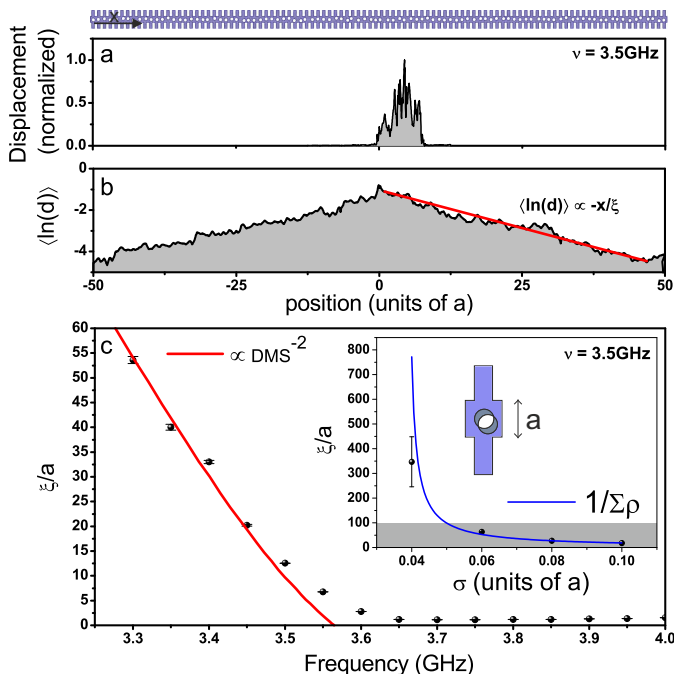 x
a
ν = 3.5GHz
Displacement
(normalized)
1.0
0.5
0.0
b
⟨ln(d)⟩
0
-2
-4
⟨ln(d)⟩ ∝ -x/ξ
-50 -25 0 25 50
position (units of a)
c
∝ DMS⁻²
ξ/a
60
55
50
45
40
35
30
25
20
15
10
5
0
3.3 3.4 3.5 3.6 3.7 3.8 3.9 4.0
Frequency (GHz)
ν = 3.5GHz
ξ/a
800
700
600
500
400
300
200
100
0
a
1/Σρ
0.04 0.06 0.08 0.10
σ (units of a)